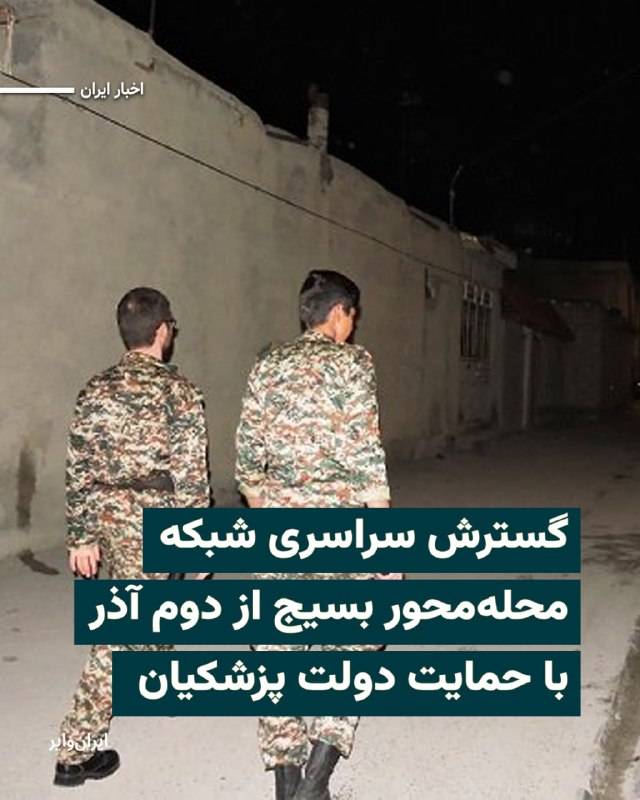 اخبار ایران
گسترش سراسری شبکه
محله‌محور بسیج از دوم آذر
با حمایت دولت پزشکیان
ایران‌وایر